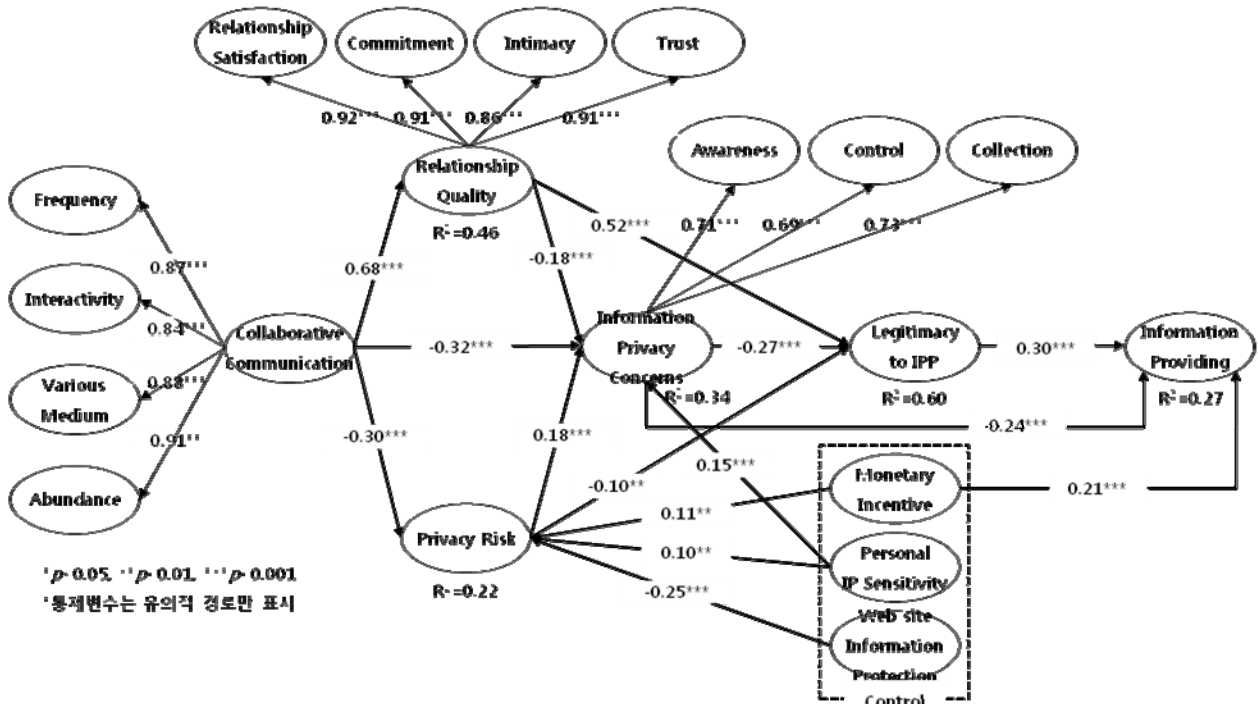 Relationship
Satisfaction
Commitment
Intimacy
Trust
0.92***
0.91***
0.86***
0.91***
Awareness
Control
Collection
Relationship
Quality
R²=0.46
Frequency
0.52***
0.71***
0.69***
0.73***
0.87***
0.68***
-0.18***
Interactivity
0.84***
Collaborative
Communication
-0.32***
Information
Privacy
Concerns
R²=0.34
-0.27***
Legitimacy
to IPP
R²=0.60
0.30***
Information
Providing
R²=0.27
Various
Medium
0.88***
-0.30***
0.18***
-0.24***
0.91**
0.15***
Abundance
-0.10**
Monetary
Incentive
0.21***
0.11**
Privacy Risk
R²=0.22
0.10**
Personal
IP Sensitivity
-0.25***
Web site
Information
Protection
Control
*p<0.05, **p<0.01, ***p<0.001
*통제변수는 유의적 경로만 표시